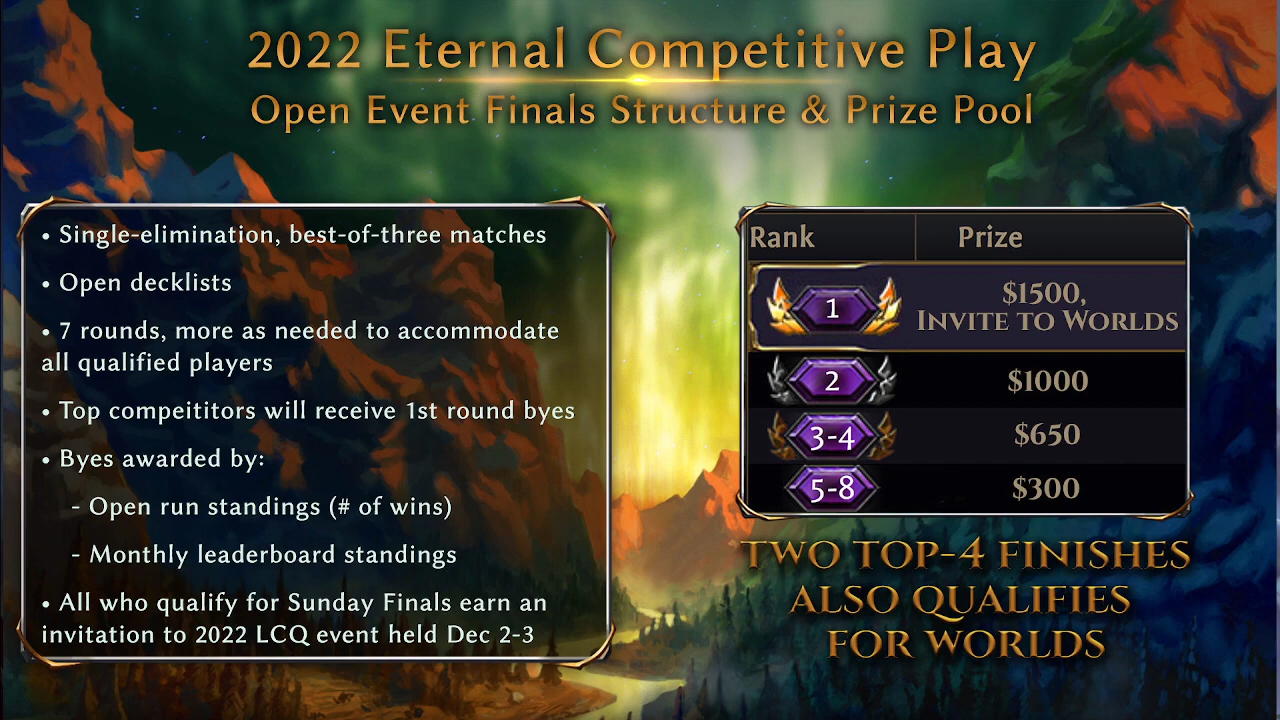 2022 Eternal Competitive Play
Open Event Finals Structure & Prize Pool
• Single-elimination, best-of-three matches
• Open decklists
• 7 rounds, more as needed to accommodate
all qualified players
• Top compeititors will receive 1st round byes
• Byes awarded by:
- Open run standings (# of wins)
- Monthly leaderboard standings
• All who qualify for Sunday Finals earn an
invitation to 2022 LCQ event held Dec 2-3
Rank Prize
1 $1500,
Invite to Worlds
2 $1000
3-4 $650
5-8 $300
Two Top-4 Finishes
Also Qualifies
for Worlds